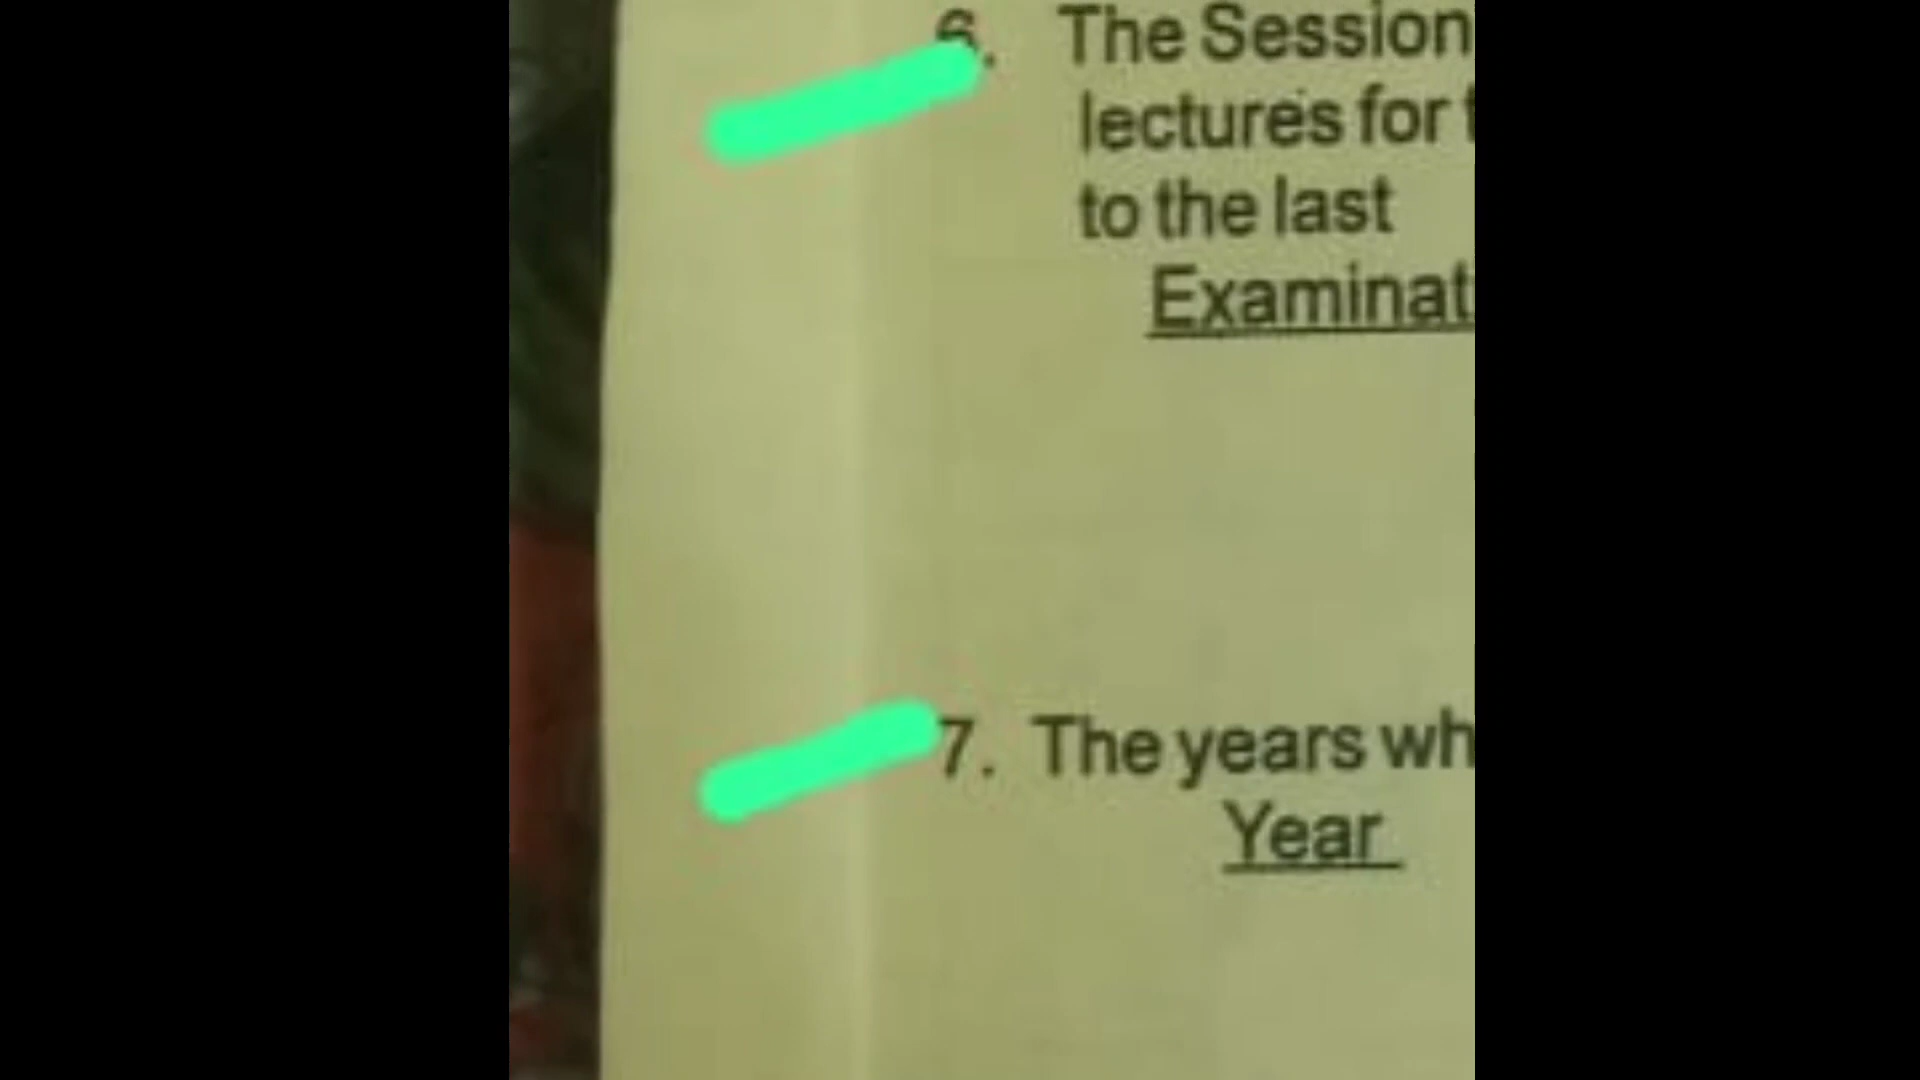 6. The Session
lectures for
to the last
Examinat
7. The years wh
Year